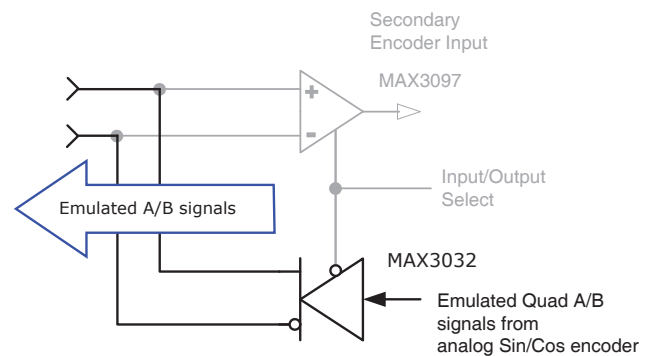 Secondary
Encoder Input
MAX3097
+
-
Input/Output
Select
Emulated A/B signals
MAX3032
Emulated Quad A/B
signals from
analog Sin/Cos encoder